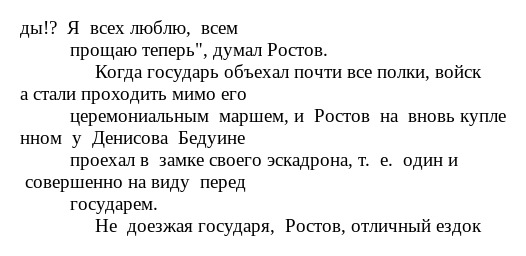 ды!? Я всех люблю, всем
прощаю теперь", думал Ростов.
Когда государь объехал почти все полки, войск
а стали проходить мимо его
церемониальным маршем, и Ростов на вновь купле
нном у Денисова Бедуине
проехал в замке своего эскадрона, т. е. один и
совершенно на виду перед
государем.
Не доезжая государя, Ростов, отличный ездок